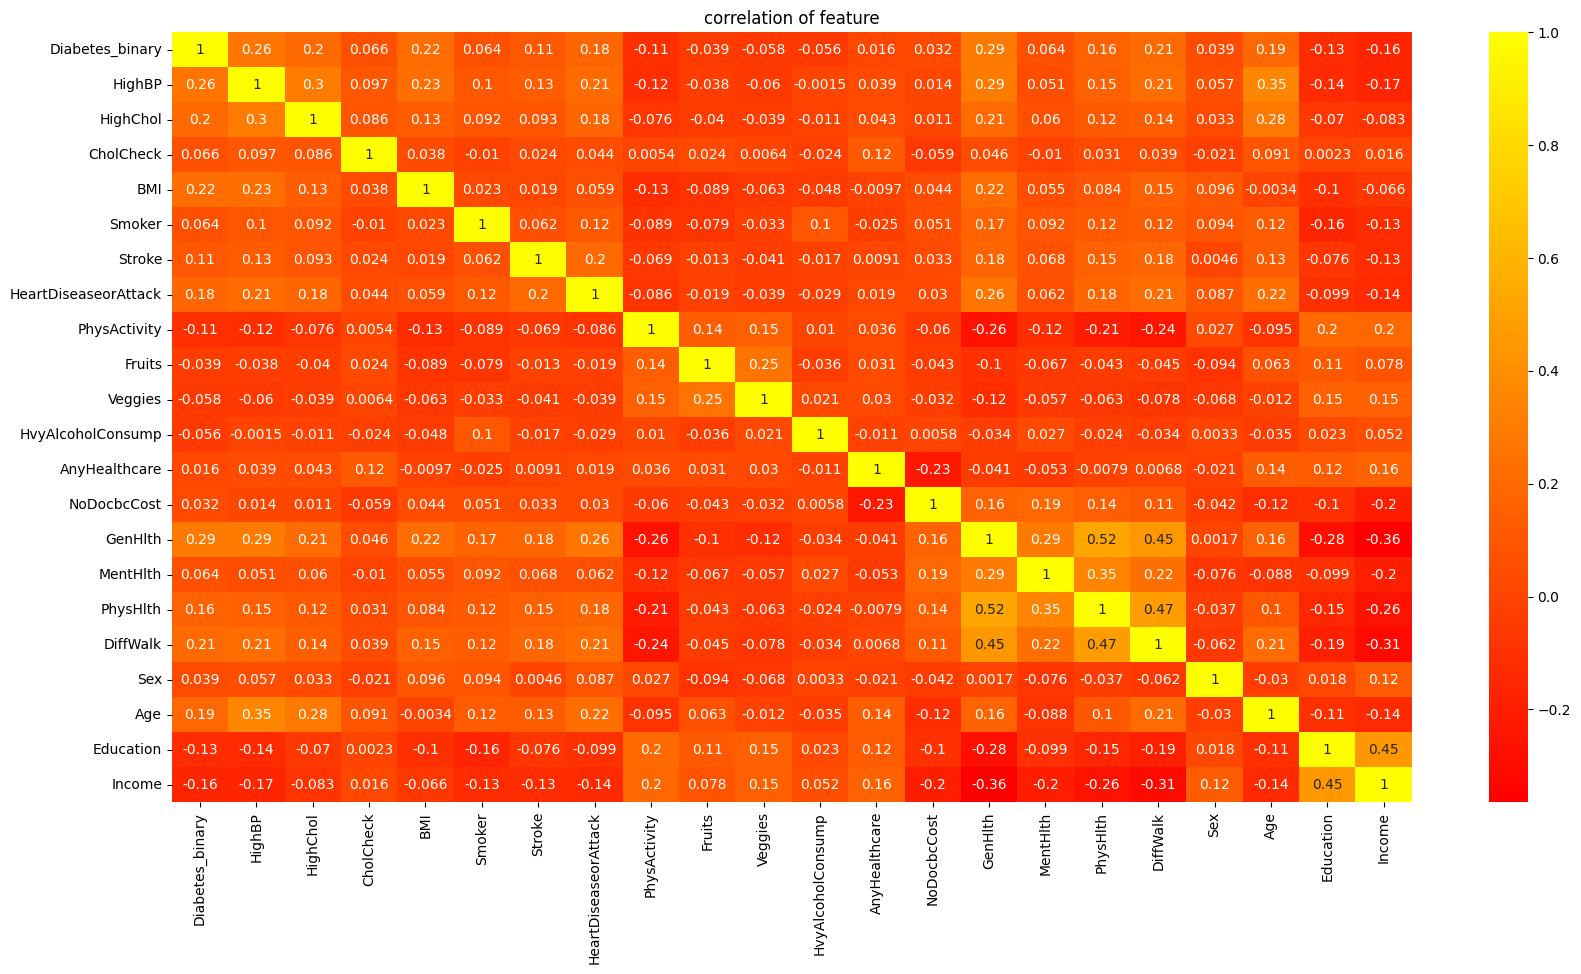 correlation of feature
Diabetes_binary 1 0.26 0.2 0.066 0.22 0.064 0.11 0.18 -0.11 -0.039 -0.058 -0.056 0.016 0.032 0.29 0.064 0.16 0.21 0.039 0.19 -0.13 -0.16
HighBP 0.26 1 0.3 0.097 0.23 0.1 0.13 0.21 -0.12 -0.038 -0.06 -0.0015 0.039 0.014 0.29 0.051 0.15 0.21 0.057 0.35 -0.14 -0.17
HighChol 0.2 0.3 1 0.086 0.13 0.092 0.093 0.18 -0.076 -0.04 -0.039 -0.011 0.043 0.011 0.21 0.06 0.12 0.14 0.033 0.28 -0.07 -0.083
CholCheck 0.066 0.097 0.086 1 0.038 -0.01 0.024 0.044 0.0054 0.024 0.0064 -0.024 0.12 -0.059 0.046 -0.01 0.031 0.039 -0.021 0.091 0.0023 0.016
BMI 0.22 0.23 0.13 0.038 1 0.023 0.019 0.059 -0.13 -0.089 -0.063 -0.048 -0.0097 0.044 0.22 0.055 0.084 0.15 0.096 -0.0034 -0.1 -0.066
Smoker 0.064 0.1 0.092 -0.01 0.023 1 0.062 0.12 -0.089 -0.079 -0.033 0.1 -0.025 0.051 0.17 0.092 0.12 0.12 0.094 0.12 -0.16 -0.13
Stroke 0.11 0.13 0.093 0.024 0.019 0.062 1 0.2 -0.069 -0.013 -0.041 -0.017 0.0091 0.033 0.18 0.068 0.15 0.18 0.0046 0.13 -0.076 -0.13
HeartDiseaseorAttack 0.18 0.21 0.18 0.044 0.059 0.12 0.2 1 -0.086 -0.019 -0.039 -0.029 0.019 0.03 0.26 0.062 0.18 0.21 0.087 0.22 -0.099 -0.14
PhysActivity -0.11 -0.12 -0.076 0.0054 -0.13 -0.089 -0.069 -0.086 1 0.14 0.15 0.01 0.036 -0.06 -0.26 -0.12 -0.21 -0.24 0.027 -0.095 0.2 0.2
Fruits -0.039 -0.038 -0.04 0.024 -0.089 -0.079 -0.013 -0.019 0.14 1 0.25 -0.036 0.031 -0.043 -0.1 -0.067 -0.043 -0.045 -0.094 0.063 0.11 0.078
Veggies -0.058 -0.06 -0.039 0.0064 -0.063 -0.033 -0.041 -0.039 0.15 0.25 1 0.021 0.03 -0.032 -0.12 -0.057 -0.063 -0.078 -0.068 -0.012 0.15 0.15
HvyAlcoholConsump -0.056 -0.0015 -0.011 -0.024 -0.048 0.1 -0.017 -0.029 0.01 -0.036 0.021 1 -0.011 0.0058 -0.034 0.027 -0.024 -0.034 0.0033 -0.035 0.023 0.052
AnyHealthcare 0.016 0.039 0.043 0.12 -0.0097 -0.025 0.0091 0.019 0.036 0.031 0.03 -0.011 1 -0.23 -0.041 -0.053 -0.0079 0.0068 -0.021 0.14 0.12 0.16
NoDocbcCost 0.032 0.014 0.011 -0.059 0.044 0.051 0.033 0.03 -0.06 -0.043 -0.032 0.0058 -0.23 1 0.16 0.19 0.14 0.11 -0.042 -0.12 -0.1 -0.2
GenHlth 0.29 0.29 0.21 0.046 0.22 0.17 0.18 0.26 -0.26 -0.1 -0.12 -0.034 -0.041 0.16 1 0.29 0.52 0.45 0.0017 0.16 -0.28 -0.36
MentHlth 0.064 0.051 0.06 -0.01 0.055 0.092 0.068 0.062 -0.12 -0.067 -0.057 0.027 -0.053 0.19 0.29 1 0.35 0.22 -0.076 -0.088 -0.099 -0.2
PhysHlth 0.16 0.15 0.12 0.031 0.084 0.12 0.15 0.18 -0.21 -0.043 -0.063 -0.024 -0.0079 0.14 0.52 0.35 1 0.47 -0.037 0.1 -0.15 -0.26
DiffWalk 0.21 0.21 0.14 0.039 0.15 0.12 0.18 0.21 -0.24 -0.045 -0.078 -0.034 0.0068 0.11 0.45 0.22 0.47 1 -0.062 0.21 -0.19 -0.31
Sex 0.039 0.057 0.033 -0.021 0.096 0.094 0.0046 0.087 0.027 -0.094 -0.068 0.0033 -0.021 -0.042 0.0017 -0.076 -0.037 -0.062 1 -0.03 0.018 0.12
Age 0.19 0.35 0.28 0.091 -0.0034 0.12 0.13 0.22 -0.095 0.063 -0.012 -0.035 0.14 -0.12 0.16 -0.088 0.1 0.21 -0.03 1 -0.11 -0.14
Education -0.13 -0.14 -0.07 0.0023 -0.1 -0.16 -0.076 -0.099 0.2 0.11 0.15 0.023 0.12 -0.1 -0.28 -0.099 -0.15 -0.19 0.018 -0.11 1 0.45
Income -0.16 -0.17 -0.083 0.016 -0.066 -0.13 -0.13 -0.14 0.2 0.078 0.15 0.052 0.16 -0.2 -0.36 -0.2 -0.26 -0.31 0.12 -0.14 0.45 1
Diabetes_binary
HighBP
HighChol
CholCheck
BMI
Smoker
Stroke
HeartDiseaseorAttack
PhysActivity
Fruits
Veggies
HvyAlcoholConsump
AnyHealthcare
NoDocbcCost
GenHlth
MentHlth
PhysHlth
DiffWalk
Sex
Age
Education
Income
1.0
0.8
0.6
0.4
0.2
0.0
−0.2